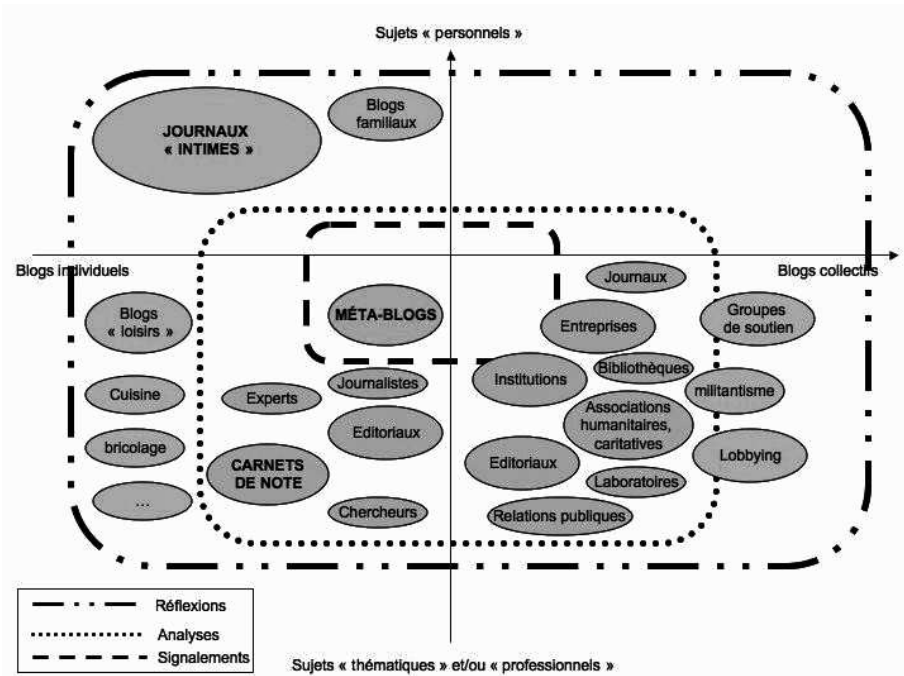 Sujets « personnels »
JOURNAUX
« INTIMES »
Blogs
familiaux
Blogs individuels
Blogs collectifs
Journaux
Blogs
« loisirs »
MÉTA-BLOGS
Entreprises
Groupes
de soutien
Bibliothèques
Journalistes
Institutions
Cuisine
Experts
militantisme
Associations
humanitaires,
caritatives
Editoriaux
bricolage
Editoriaux
Lobbying
CARNETS
DE NOTE
Laboratoires
...
Chercheurs
Relations publiques
Réflexions
Analyses
Signalements
Sujets « thématiques » et/ou « professionnels »